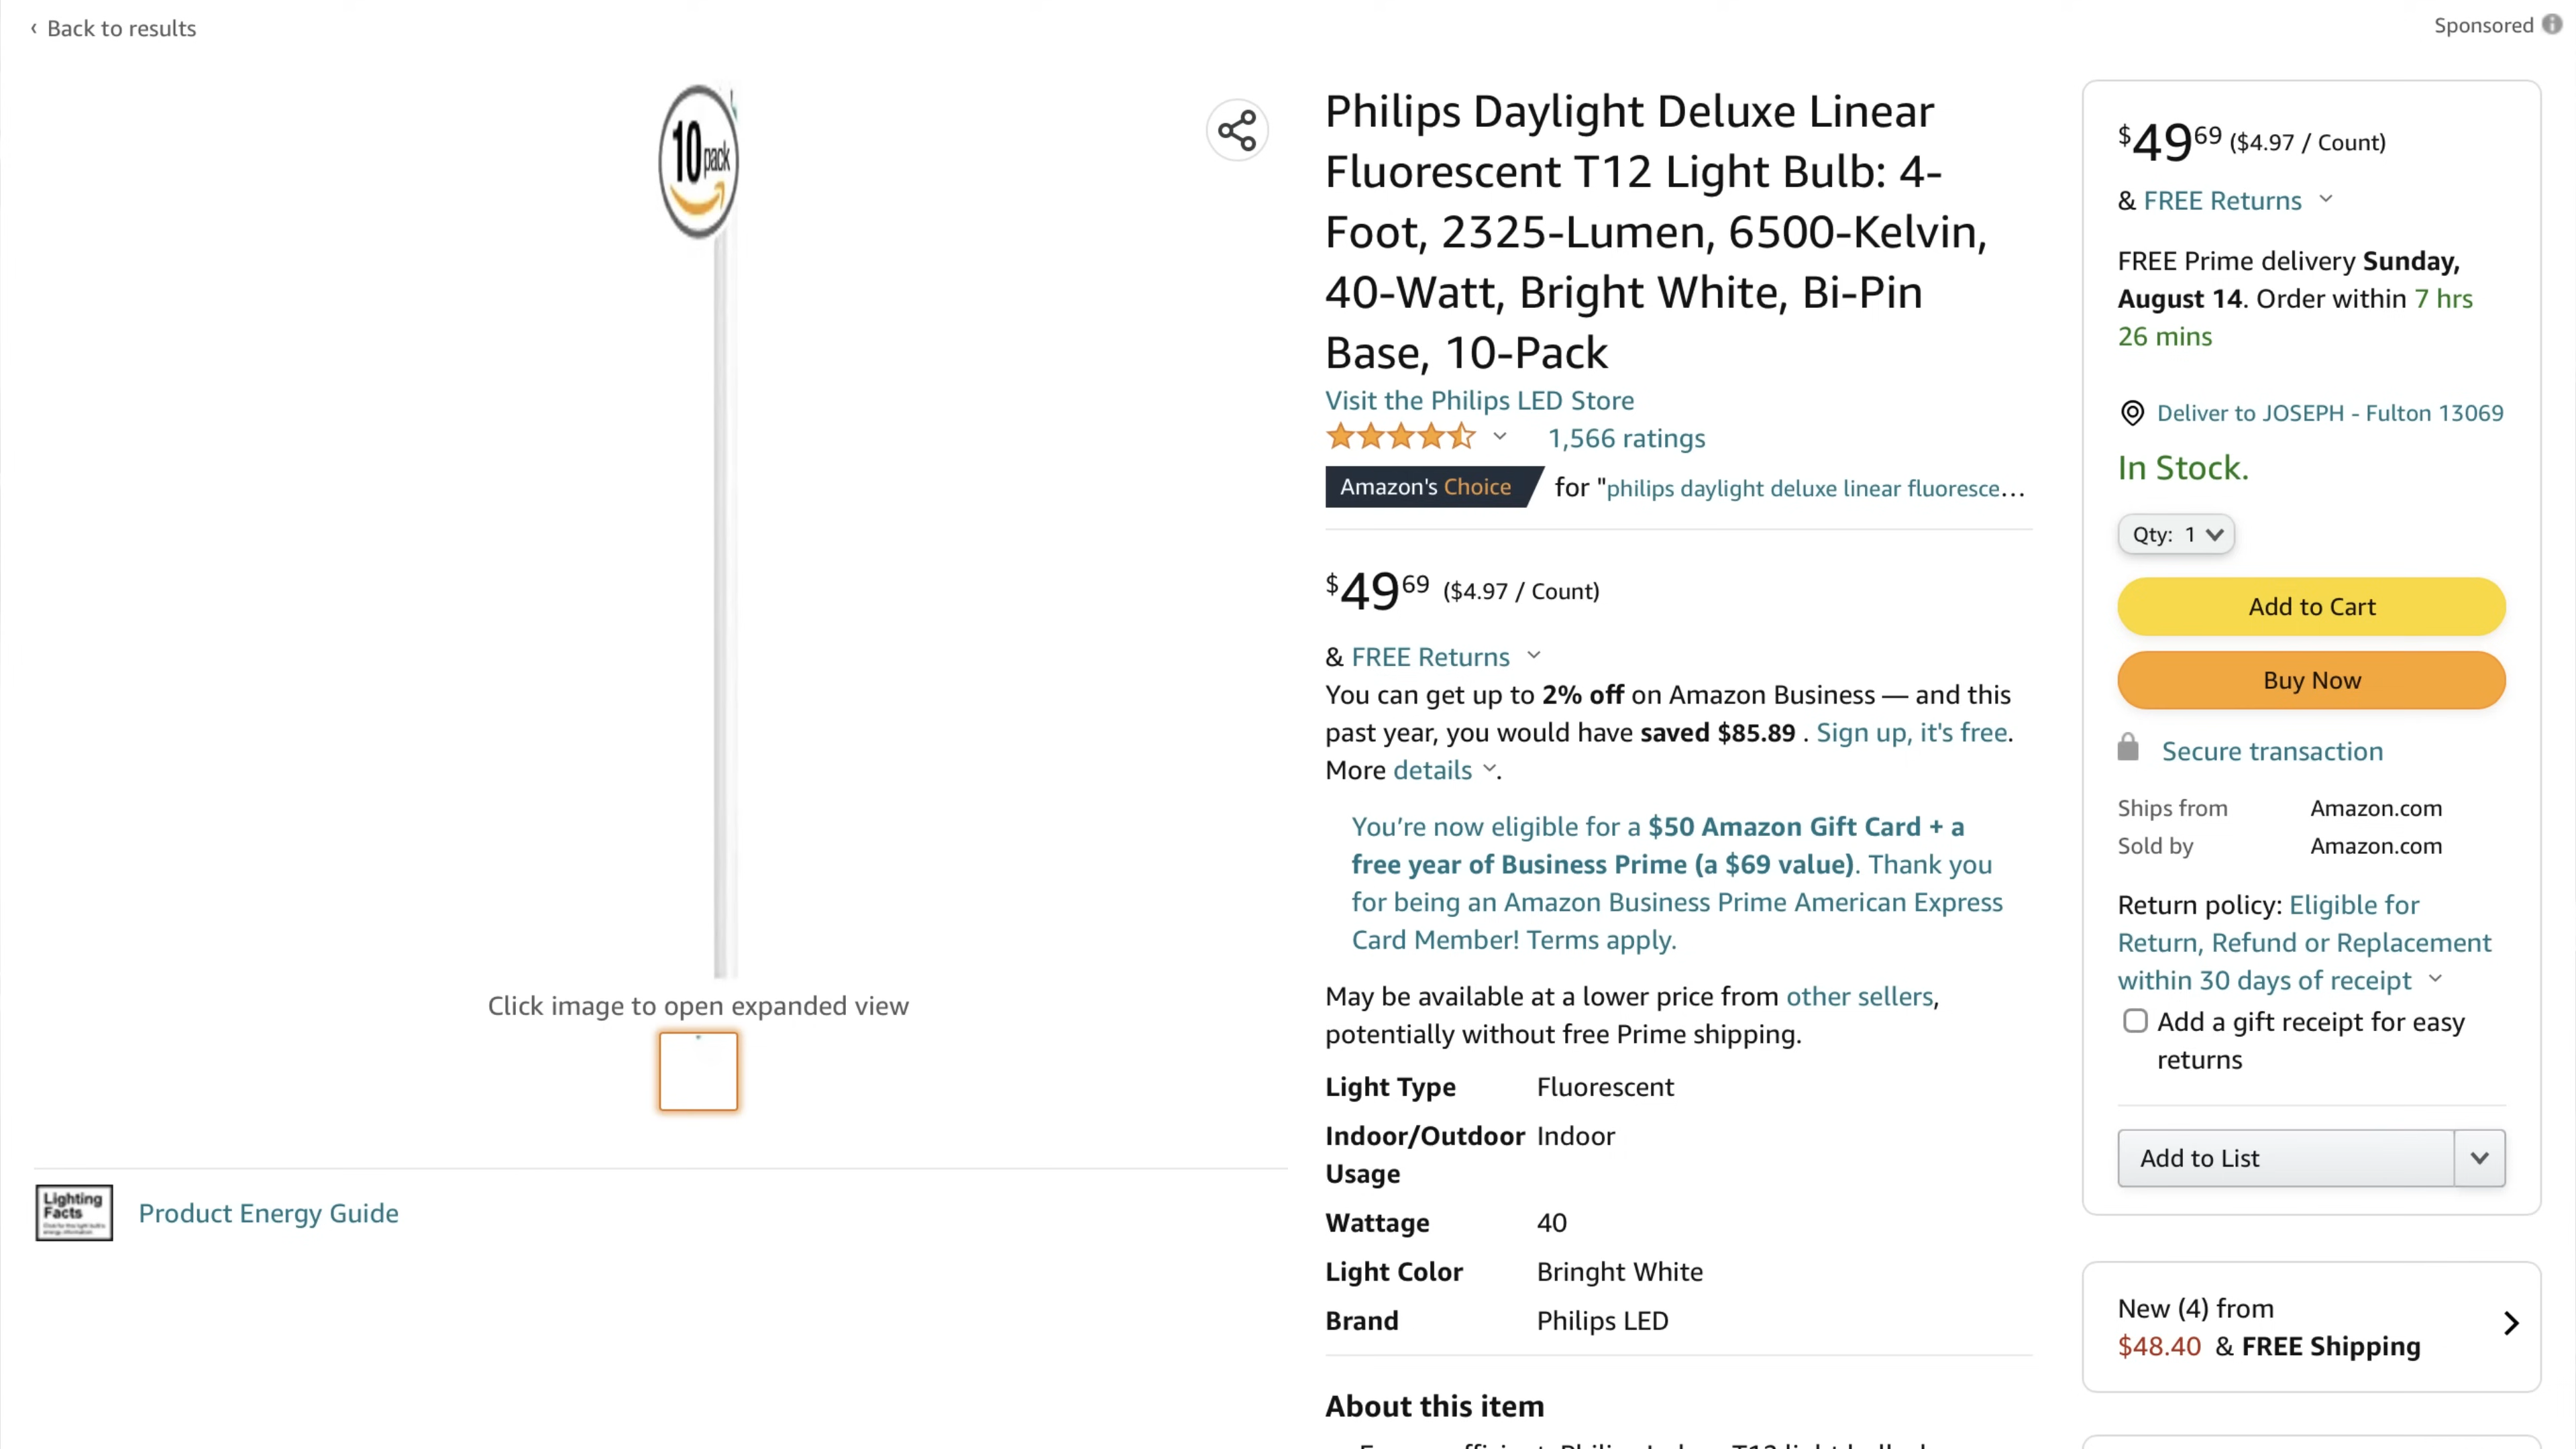 ‹ Back to results
Sponsored
10 pack
Click image to open expanded view
Lighting
Facts
Product Energy Guide
Philips Daylight Deluxe Linear
Fluorescent T12 Light Bulb: 4-
Foot, 2325-Lumen, 6500-Kelvin,
40-Watt, Bright White, Bi-Pin
Base, 10-Pack
Visit the Philips LED Store
1,566 ratings
Amazon's Choice for "philips daylight deluxe linear fluoresce...
$49 69 ($4.97 / Count)
& FREE Returns
You can get up to 2% off on Amazon Business — and this
past year, you would have saved $85.89 . Sign up, it's free.
More details .
You’re now eligible for a $50 Amazon Gift Card + a
free year of Business Prime (a $69 value). Thank you
for being an Amazon Business Prime American Express
Card Member! Terms apply.
May be available at a lower price from other sellers,
potentially without free Prime shipping.
Light Type Fluorescent
Indoor/Outdoor Indoor
Usage
Wattage 40
Light Color Bringht White
Brand Philips LED
About this item
$49 69 ($4.97 / Count)
& FREE Returns
FREE Prime delivery Sunday,
August 14. Order within 7 hrs
26 mins
Deliver to JOSEPH - Fulton 13069
In Stock.
Qty: 1
Add to Cart
Buy Now
Secure transaction
Ships from Amazon.com
Sold by Amazon.com
Return policy: Eligible for
Return, Refund or Replacement
within 30 days of receipt
Add a gift receipt for easy
returns
Add to List
New (4) from
$48.40 & FREE Shipping